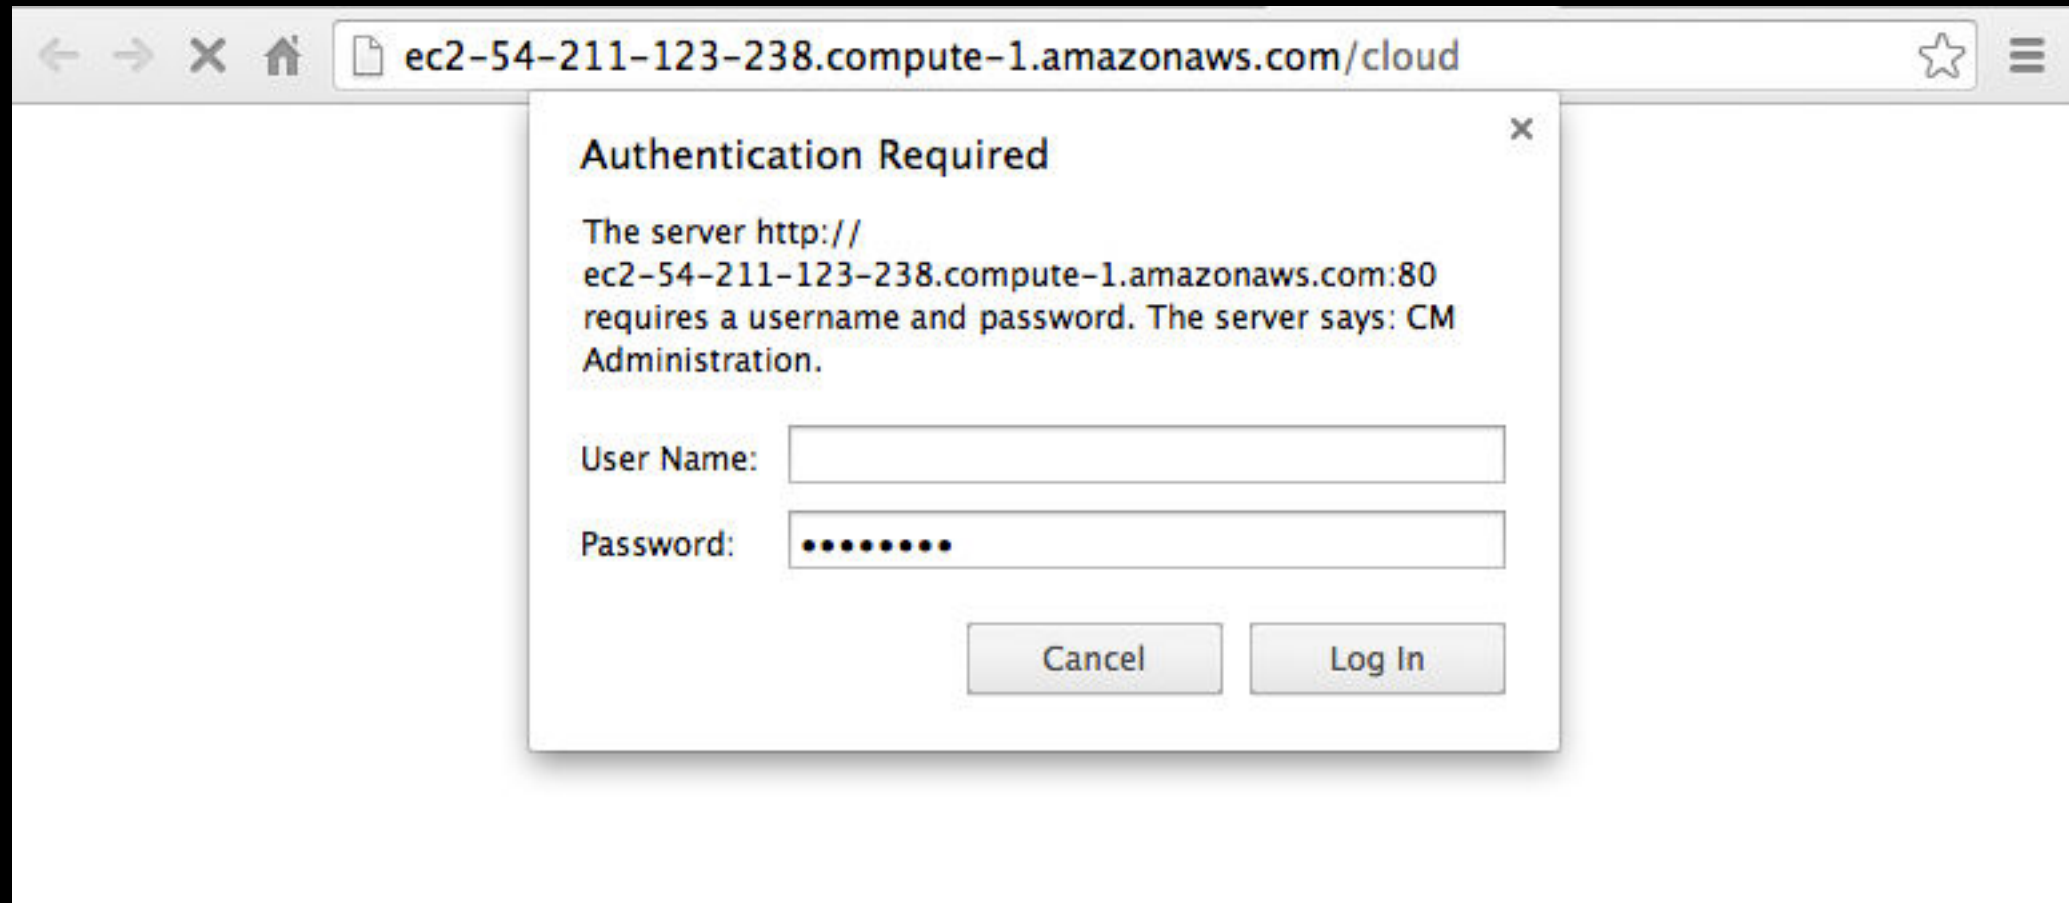 ec2-54-211-123-238.compute-1.amazonaws.com/cloud
Authentication Required
The server http://
ec2-54-211-123-238.compute-1.amazonaws.com:80
requires a username and password. The server says: CM
Administration.
User Name:
Password: ••••••••
Cancel Log In